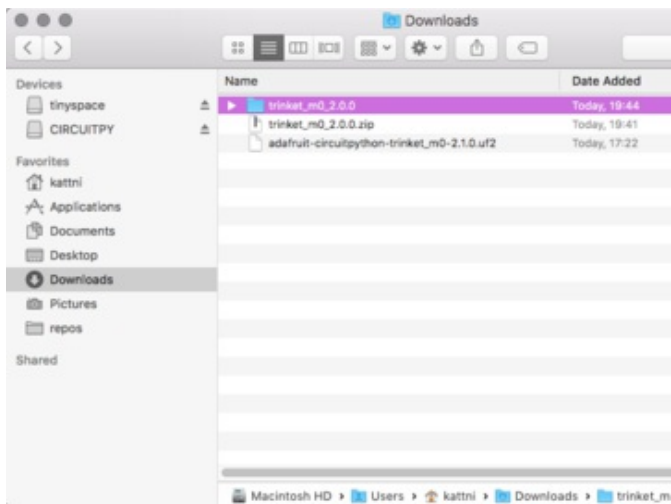 Downloads
Devices
tinyspace
CIRCUITPY
Favorites
kattni
Applications
Documents
Desktop
Downloads
Pictures
repos
Shared
Name Date Added
trinket_m0_2.0.0 Today, 19:44
trinket_m0_2.0.0.zip Today, 19:41
adafruit-circuitpython-trinket_m0-2.1.0.uf2 Today, 17:22
Macintosh HD Users kattni Downloads trinket_m